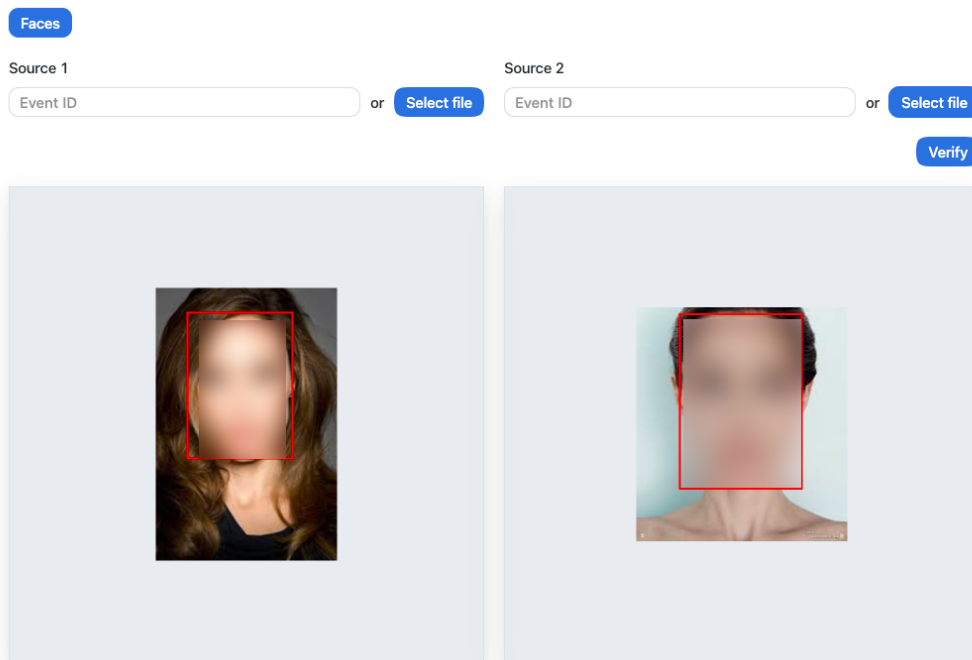 Faces
Source 1
Event ID
or
Select file
Source 2
Event ID
or
Select file
Verify